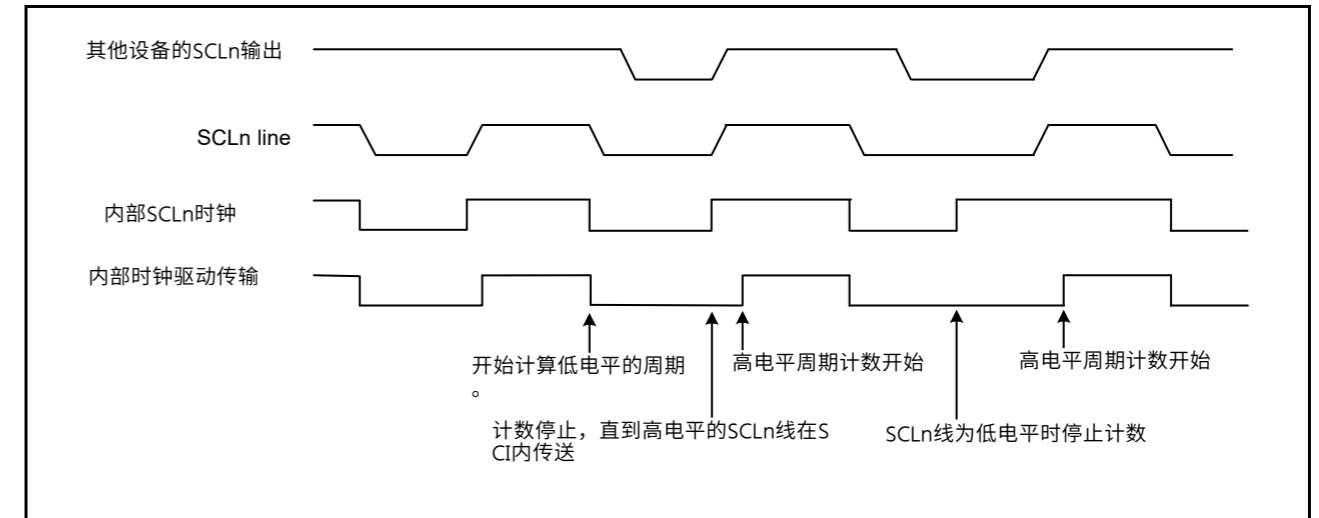 其他设备的SCLn输出
SCLn line
内部SCLn时钟
内部时钟驱动传输
开始计算低电平的周期
。
高电平周期计数开始
高电平周期计数开始
计数停止，直到高电平的SCLn线在S
CI内传送
SCLn线为低电平时停止计数